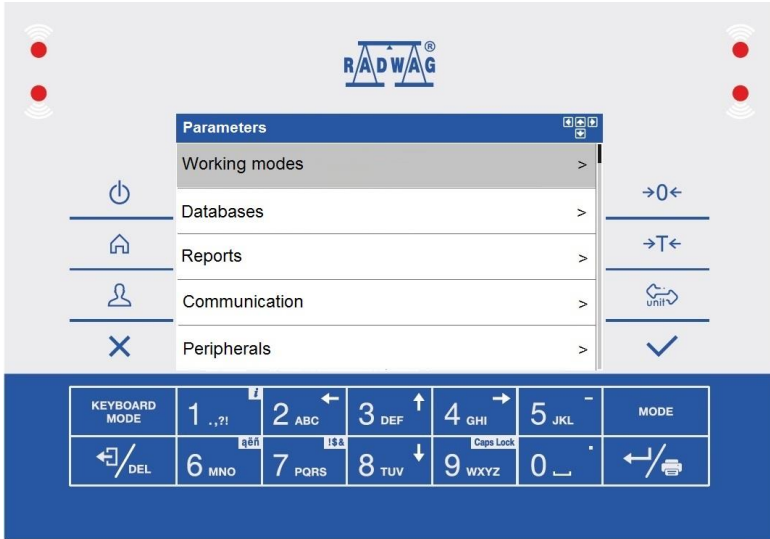 RADWAG®
Parameters
Working modes >
Databases >
Reports >
Communication >
Peripherals >
→0←
→T←
unit
KEYBOARD MODE
1 .,?! i
2 ABC ←
3 DEF ↑
4 GHI →
5 JKL -
MODE
/DEL
6 MNO ąéñ
7 PQRS !$&
8 TUV ↓
9 WXYZ Caps Lock
0 .